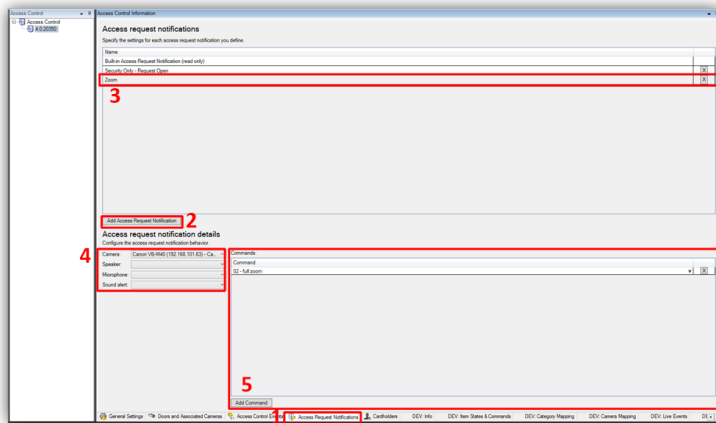 Access Control
Access Control
4.0.20350
Access Control Information
Access request notifications
Specify the settings for each access request notification you define.
Name
Built-in Access Request Notification (read only)
Security Only - Request Open
X
Zoom
X
3
Add Access Request Notification
2
Access request notification details
Configure the access request notification behavior
4
Camera:
Canon VB-M40 (192.168.101.63) - Ca...
Speaker:
Microphone:
Sound alert:
Commands:
Command
02 - full zoom
X
5
Add Command
1
General Settings
Doors and Associated Cameras
Access Control Events
Access Request Notifications
Cardholders
DEV: Info
DEV: Item States & Commands
DEV: Category Mapping
DEV: Camera Mapping
DEV: Live Events